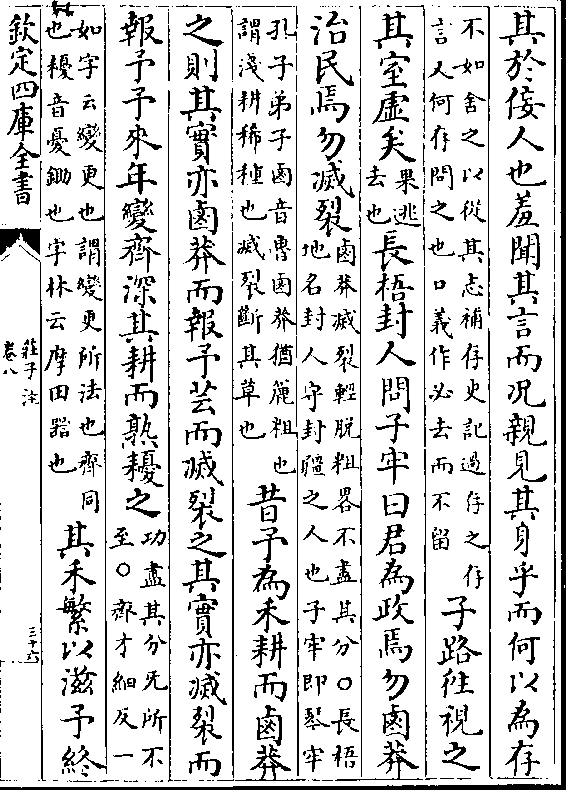 其於佞人也羞聞其言而况親見其身乎而何以為存
不如舍之以從其志補存史記過存之存
言人何存問之也口義作必去而不留
子路往視之
其室虛矣
果逃
去也
長梧封人問子牢曰君為政焉勿鹵莽
治民焉勿滅裂
鹵莽滅裂輕脱粗畧不盡其分○長梧
地名封人守封疆之人也子牢即琴牢
孔子弟子鹵音魯鹵莽猶麄粗也
謂淺耕稀種也滅裂斷其草也
昔予為禾耕而鹵莽
之則其實亦鹵莽而報予芸而滅裂之其實亦滅裂而
報予予來年變齊深其耕而熟耰之
功盡其分旡所不
至○齊才細反一
如字云變更也謂變更所法也齊同
也耰音憂鋤也字林云摩田器也
其禾繁以滋予終
欽定四庫全書
莊子注
卷八
三十六